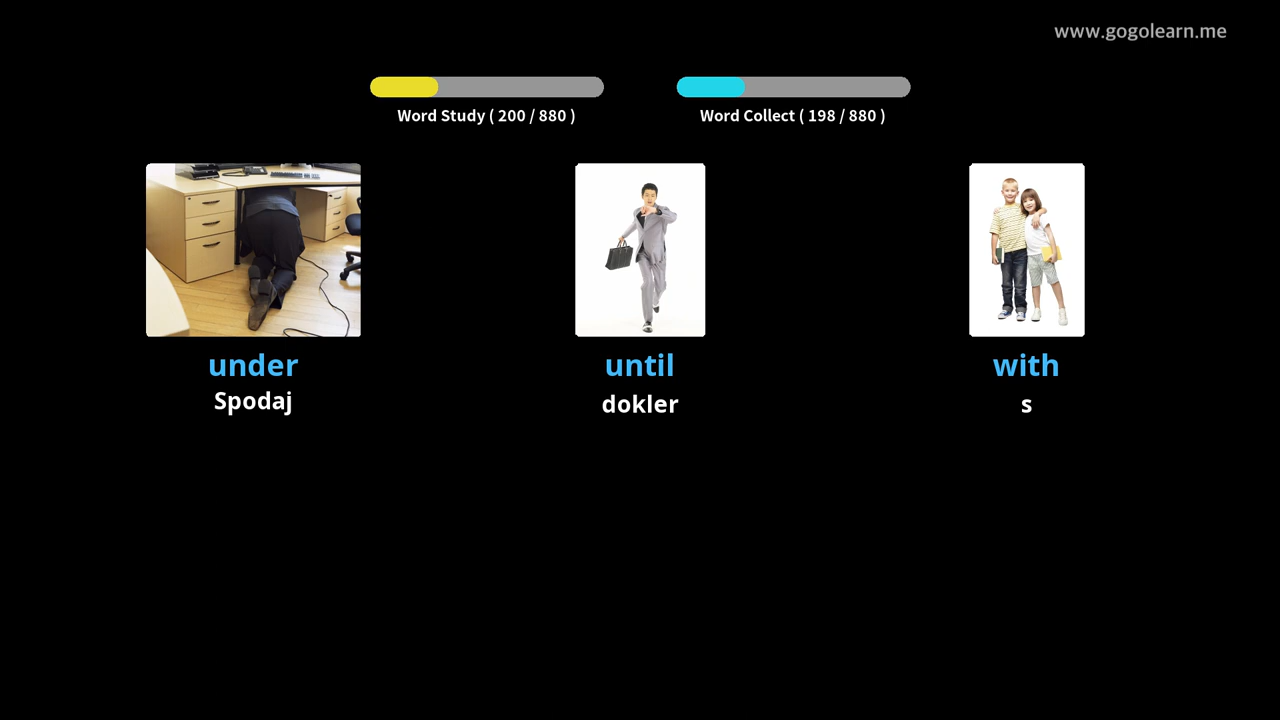 www.gogolearn.me
Word Study ( 200 / 880 )
Word Collect ( 198 / 880 )
under
Spodaj
until
dokler
with
s